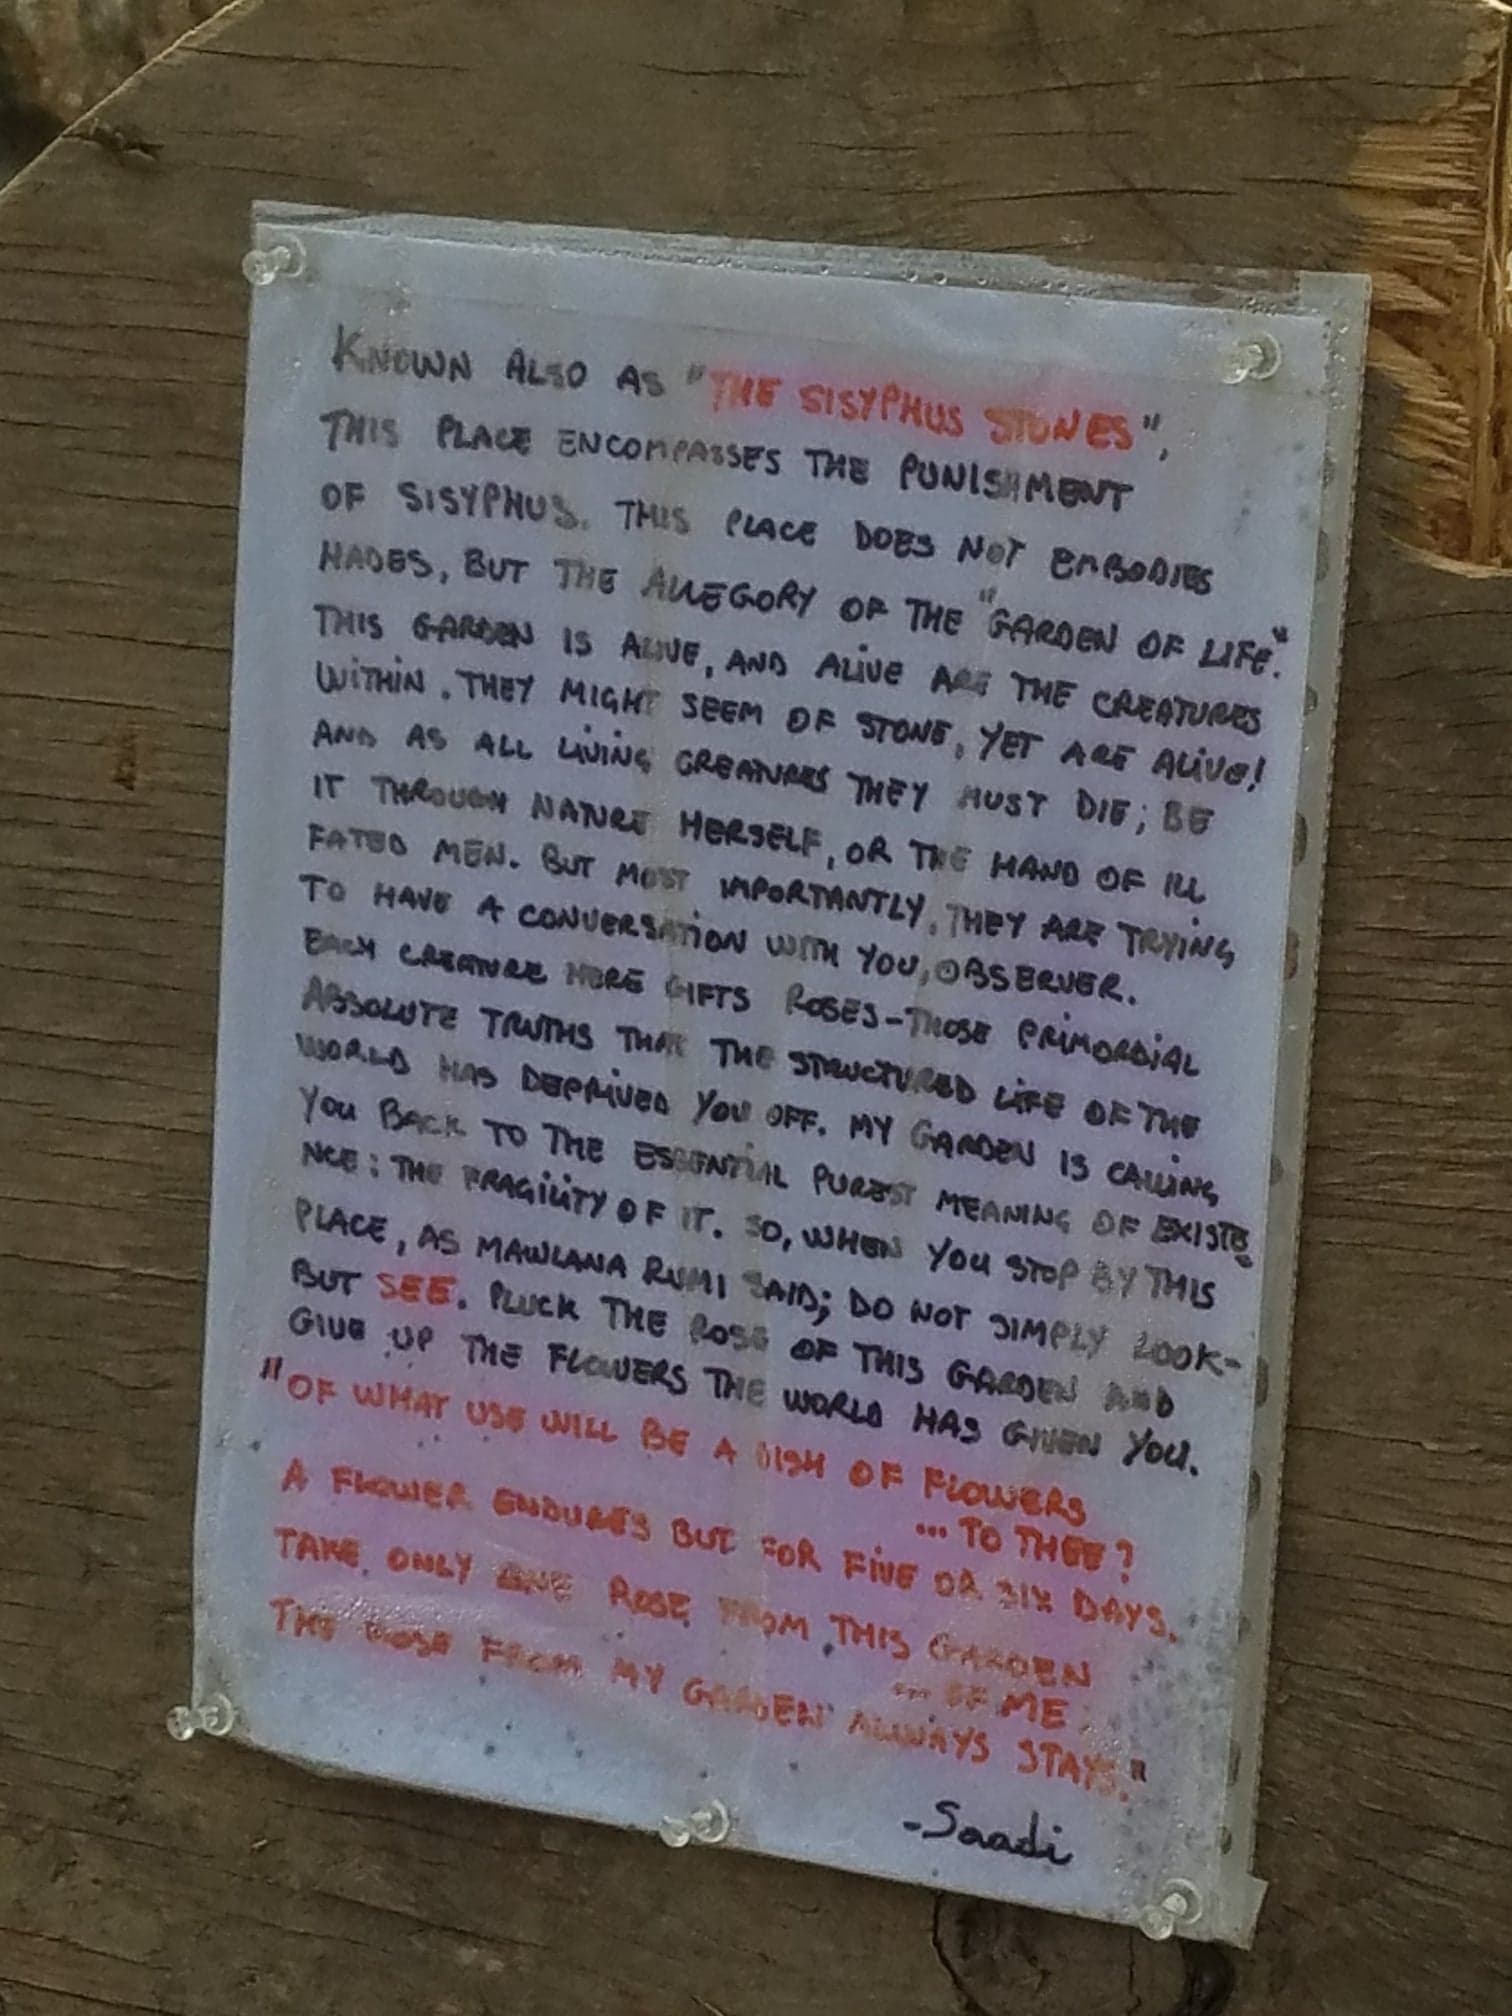 KNOWN ALSO AS "THE SISYPHUS STONES",
THIS PLACE ENCOMPASSES THE PUNISHMENT
OF SISYPHUS. THIS PLACE DOES NOT EMBODIES
HADES, BUT THE ALLEGORY OF THE "GARDEN OF LIFE".
THIS GARDEN IS ALIVE, AND ALIVE ARE THE CREATURES
WITHIN. THEY MIGHT SEEM OF STONE, YET ARE ALIVE!
AND AS ALL LIVING CREATURES THEY MUST DIE; BE
IT THROUGH NATURE HERSELF, OR THE HAND OF ILL
FATED MEN. BUT MOST IMPORTANTLY, THEY ARE TRYING
TO HAVE A CONVERSATION WITH YOU, OBSERVER.
EACH CREATURE HERE GIFTS ROSES-THOSE PRIMORDIAL
ABSOLUTE TRUTHS THAT THE STRUCTURED LIFE OF THE
WORLD HAS DEPRIVED YOU OFF. MY GARDEN IS CALLING
YOU BACK TO THE ESSENTIAL PUREST MEANING OF EXISTE
NCE: THE FRAGILITY OF IT. SO, WHEN YOU STOP BY THIS
PLACE, AS MAWLANA RUMI SAID; DO NOT SIMPLY LOOK-
BUT SEE. PLUCK THE ROSE OF THIS GARDEN AND
GIVE UP THE FLOWERS THE WORLD HAS GIVEN YOU.
"OF WHAT USE WILL BE A DISH OF FLOWERS
... TO THEE?
A FLOWER ENDURES BUT FOR FIVE OR SIX DAYS.
TAKE ONLY ONE ROSE FROM THIS GARDEN
... OF ME
THE ROSE FROM MY GARDEN ALWAYS STAYS."
-Saadi